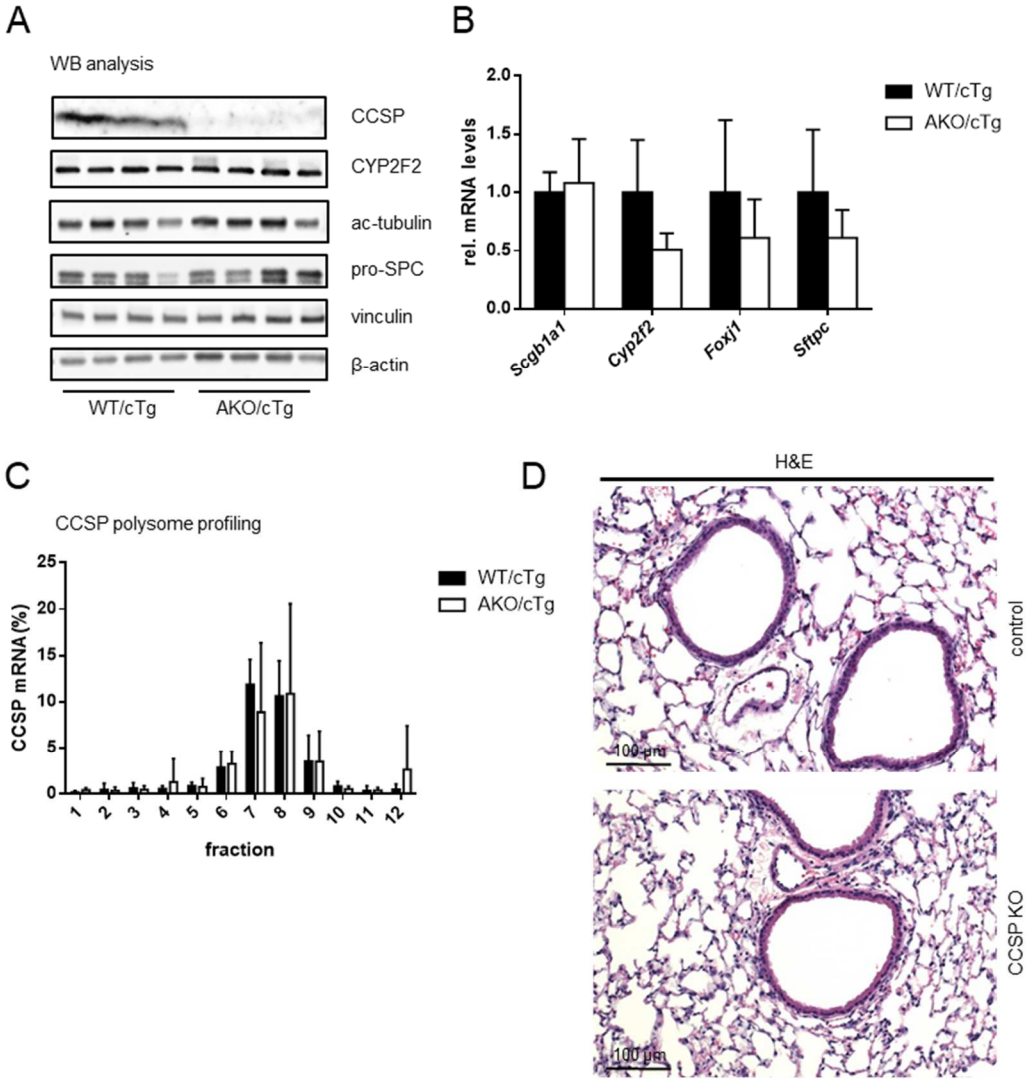 A
WB analysis
CCSP
CYP2F2
ac-tubulin
pro-SPC
vinculin
β-actin
WT/cTg
AKO/cTg
B
2.0
1.5
1.0
0.5
0.0
rel. mRNA levels
Scgb1a1
Cyp2f2
Foxj1
Sftpc
WT/cTg
AKO/cTg
C
CCSP polysome profiling
25
20
15
10
5
0
CCSP mRNA (%)
1 2 3 4 5 6 7 8 9 10 11 12
fraction
WT/cTg
AKO/cTg
D
H&E
control
100 µm
CCSP KO
100 µm